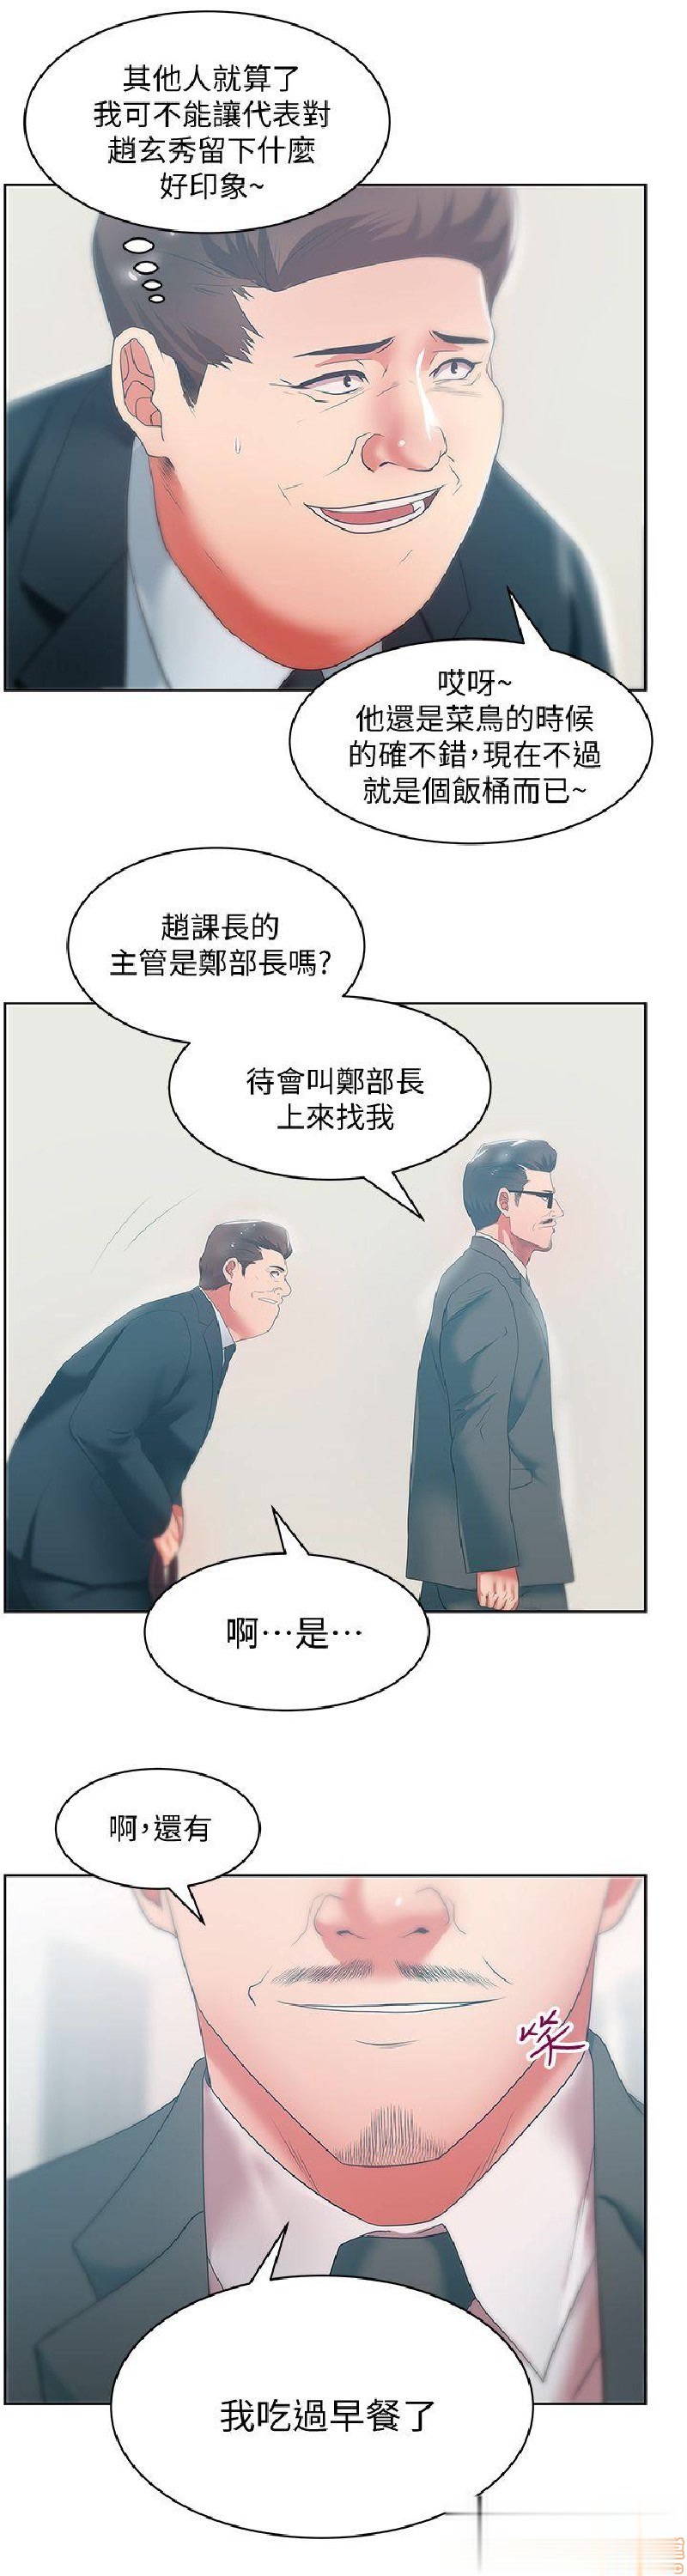 其他人就算了
我可不能讓代表對
趙玄秀留下什麼
好印象~
哎呀~
他還是菜鳥的時候
的確不錯，現在不過
就是個飯桶而已~
趙課長的
主管是鄭部長嗎？
待會叫鄭部長
上來找我
啊⋯是⋯
啊，還有
笑
我吃過早餐了